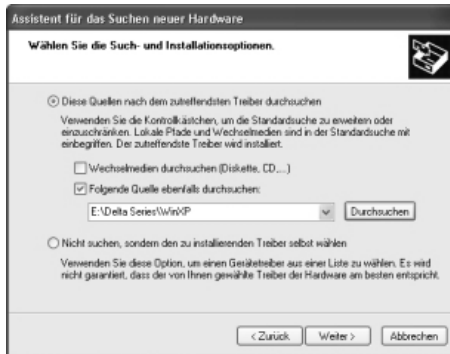 Assistent für das Suchen neuer Hardware
Wählen Sie die Such- und Installationsoptionen.
Diese Quellen nach dem zutreffendsten Treiber durchsuchen
Verwenden Sie die Kontrollkästchen, um die Standardsuche zu erweitern oder
einzuschränken. Lokale Pfade und Wechselmedien sind in der Standardsuche mit
einbegriffen. Der zutreffendste Treiber wird installiert.
Wechselmedien durchsuchen (Diskette, CD,...)
Folgende Quelle ebenfalls durchsuchen:
E:\Delta Series\WinXP Durchsuchen
Nicht suchen, sondern den zu installierenden Treiber selbst wählen
Verwenden Sie diese Option, um einen Gerätetreiber aus einer Liste zu wählen. Es wird
nicht garantiert, dass der von Ihnen gewählte Treiber der Hardware am besten entspricht.
< Zurück Weiter > Abbrechen